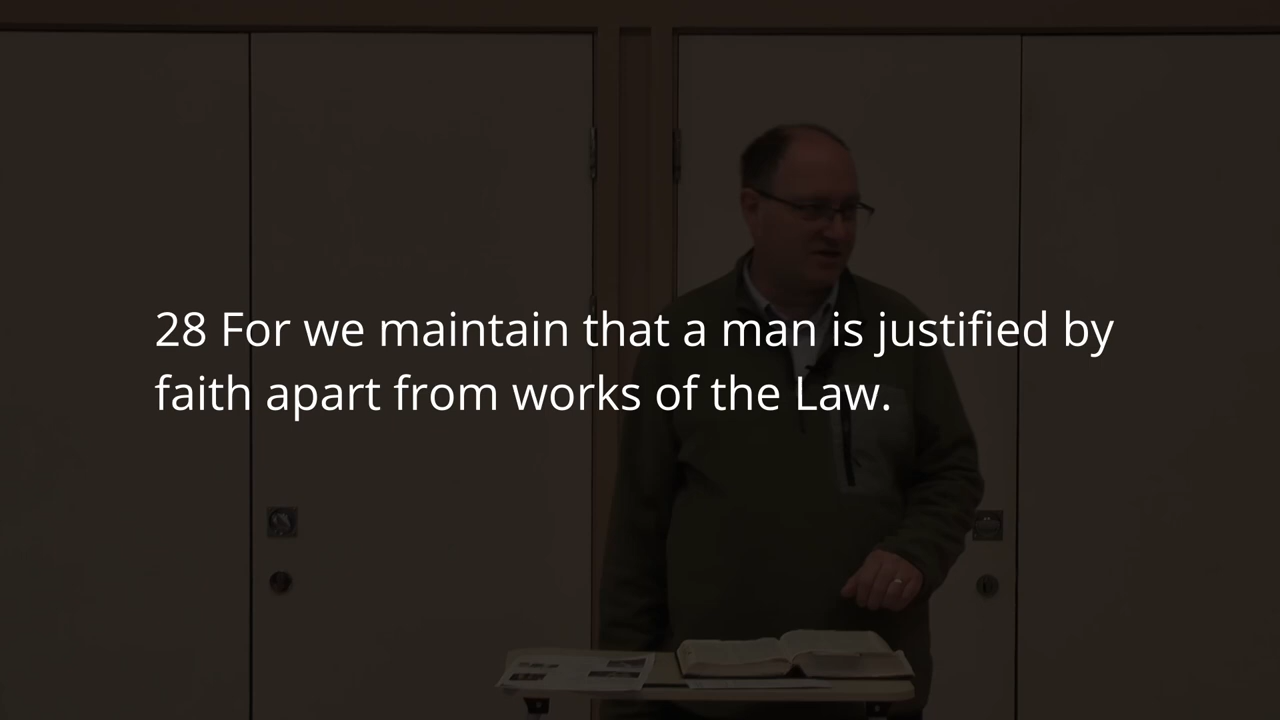 28 For we maintain that a man is justified by
faith apart from works of the Law.